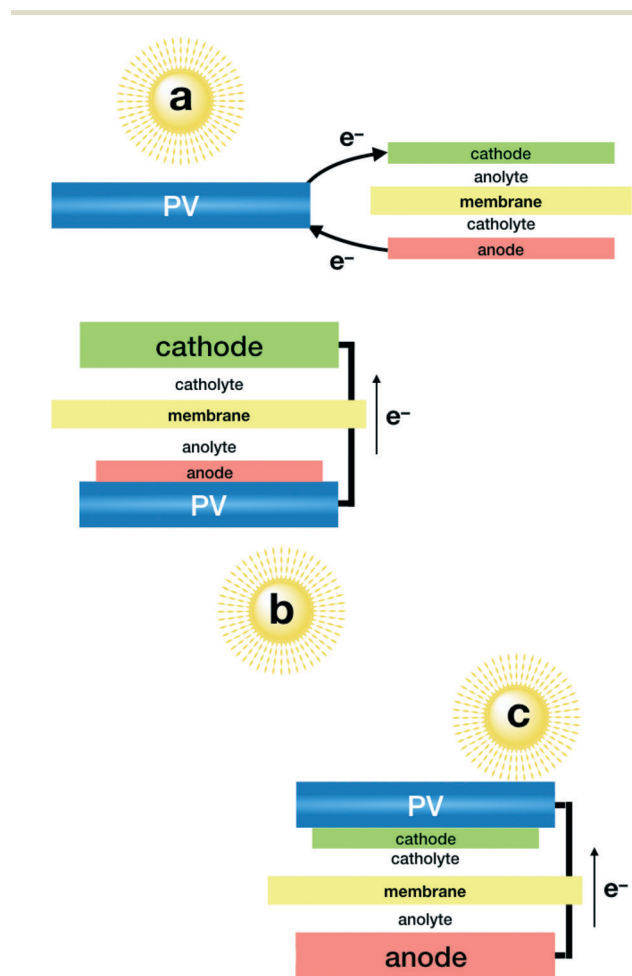 a
e⁻
cathode
anolyte
PV
membrane
catholyte
e⁻
anode
cathode
catholyte
membrane
e⁻
anolyte
anode
PV
b
c
PV
cathode
catholyte
membrane
e⁻
anolyte
anode